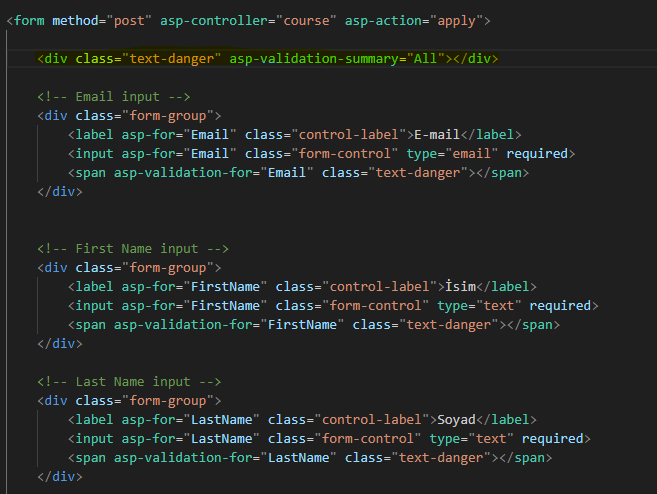 <form method="post" asp-controller="course" asp-action="apply">
<div class="text-danger" asp-validation-summary="All"></div>
<!-- Email input -->
<div class="form-group">
<label asp-for="Email" class="control-label">E-mail</label>
<input asp-for="Email" class="form-control" type="email" required>
<span asp-validation-for="Email" class="text-danger"></span>
</div>
<!-- First Name input -->
<div class="form-group">
<label asp-for="FirstName" class="control-label">İsim</label>
<input asp-for="FirstName" class="form-control" type="text" required>
<span asp-validation-for="FirstName" class="text-danger"></span>
</div>
<!-- Last Name input -->
<div class="form-group">
<label asp-for="LastName" class="control-label">Soyad</label>
<input asp-for="LastName" class="form-control" type="text" required>
<span asp-validation-for="LastName" class="text-danger"></span>
</div>